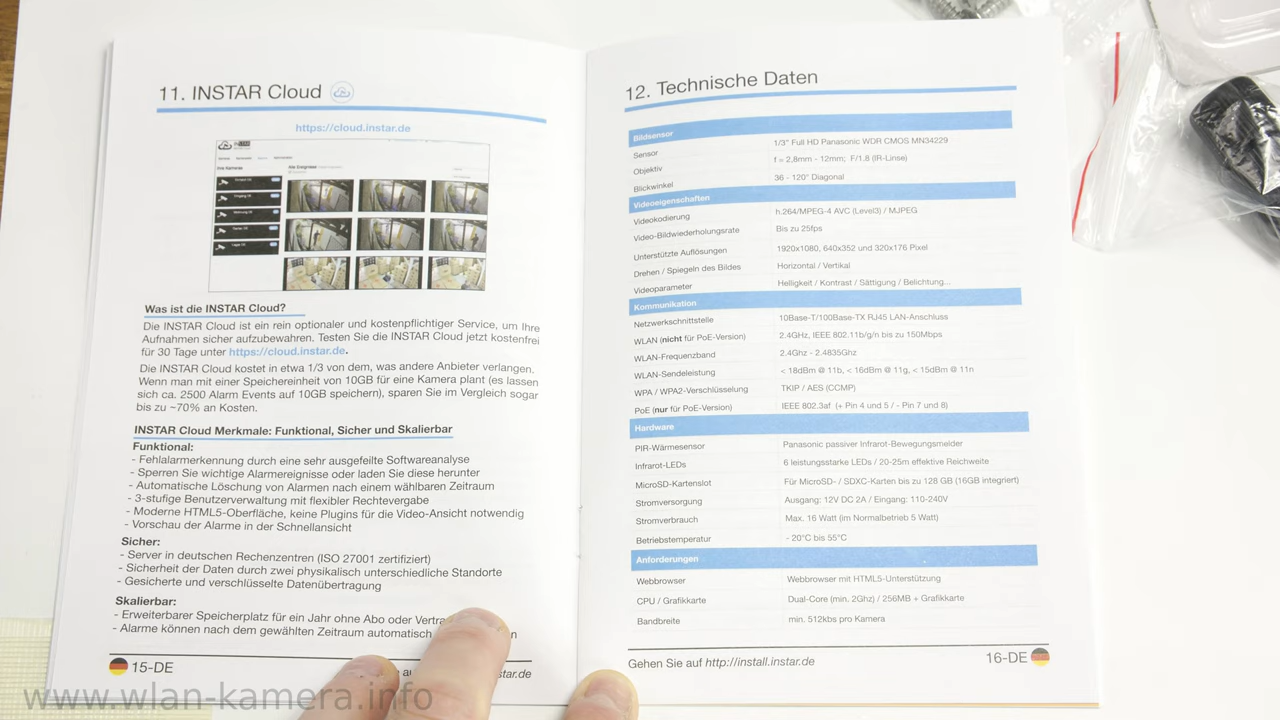 11. INSTAR Cloud
https://cloud.instar.de
Was ist die INSTAR Cloud?
Die INSTAR Cloud ist ein rein optionaler und kostenpflichtiger Service, um Ihre
Aufnahmen sicher aufzubewahren. Testen Sie die INSTAR Cloud jetzt kostenfrei
für 30 Tage unter https://cloud.instar.de.
Die INSTAR Cloud kostet in etwa 1/3 von dem, was andere Anbieter verlangen.
Wenn man mit einer Speichereinheit von 10GB für eine Kamera plant (es lassen
sich ca. 2500 Alarm Events auf 10GB speichern), sparen Sie im Vergleich sogar
bis zu ~70% an Kosten.
INSTAR Cloud Merkmale: Funktional, Sicher und Skalierbar
Funktional:
- Fehlalarmerkennung durch eine sehr ausgefeilte Softwareanalyse
- Sperren Sie wichtige Alarmereignisse oder laden Sie diese herunter
- Automatische Löschung von Alarmen nach einem wählbaren Zeitraum
- 3-stufige Benutzerverwaltung mit flexibler Rechtevergabe
- Moderne HTML5-Oberfläche, keine Plugins für die Video-Ansicht notwendig
- Vorschau der Alarme in der Schnellansicht
Sicher:
- Server in deutschen Rechenzentren (ISO 27001 zertifiziert)
- Sicherheit der Daten durch zwei physikalisch unterschiedliche Standorte
- Gesicherte und verschlüsselte Datenübertragung
Skalierbar:
- Erweiterbarer Speicherplatz für ein Jahr ohne Abo oder Vertra
- Alarme können nach dem gewählten Zeitraum automatisch n
15-DE au star.de
12. Technische Daten
Bildsensor
Sensor 1/3" Full HD Panasonic WDR CMOS MN34229
Objektiv f = 2,8mm - 12mm; F/1.8 (IR-Linse)
Blickwinkel 36 - 120° Diagonal
Videoeigenschaften
Videokodierung h.264/MPEG-4 AVC (Level3) / MJPEG
Video-Bildwiederholungsrate Bis zu 25fps
Unterstützte Auflösungen 1920x1080, 640x352 und 320x176 Pixel
Drehen / Spiegeln des Bildes Horizontal / Vertikal
Videoparameter Helligkeit / Kontrast / Sättigung / Belichtung...
Kommunikation
Netzwerkschnittstelle 10Base-T/100Base-TX RJ45 LAN-Anschluss
WLAN (nicht für PoE-Version) 2.4GHz, IEEE 802.11b/g/n bis zu 150Mbps
WLAN-Frequenzband 2.4Ghz - 2.4835Ghz
WLAN-Sendeleistung < 18dBm @ 11b, < 16dBm @ 11g, < 15dBm @ 11n
WPA / WPA2-Verschlüsselung TKIP / AES (CCMP)
PoE (nur für PoE-Version) IEEE 802.3af (+ Pin 4 und 5 / - Pin 7 und 8)
Hardware
PIR-Wärmesensor Panasonic passiver Infrarot-Bewegungsmelder
Infrarot-LEDs 6 leistungsstarke LEDs / 20-25m effektive Reichweite
MicroSD-Kartenslot Für MicroSD- / SDXC-Karten bis zu 128 GB (16GB integriert)
Stromversorgung Ausgang: 12V DC 2A / Eingang: 110-240V
Stromverbrauch Max. 16 Watt (im Normalbetrieb 5 Watt)
Betriebstemperatur - 20°C bis 55°C
Anforderungen
Webbrowser Webbrowser mit HTML5-Unterstützung
CPU / Grafikkarte Dual-Core (min. 2Ghz) / 256MB + Grafikkarte
Bandbreite min. 512kbs pro Kamera
Gehen Sie auf http://install.instar.de 16-DE
www.wlan-kamera.info